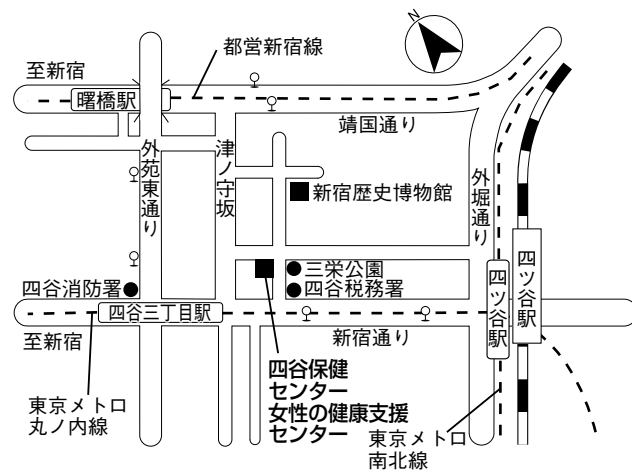 N
都営新宿線
至新宿
曙橋駅
靖国通り
外苑東通り
津ノ守坂
外堀通り
新宿歴史博物館
三栄公園
四谷税務署
四谷消防署
四谷三丁目駅
四ツ谷駅
四ツ谷駅
至新宿
新宿通り
四谷保健
センター
女性の健康支援
センター
東京メトロ
丸ノ内線
東京メトロ
南北線